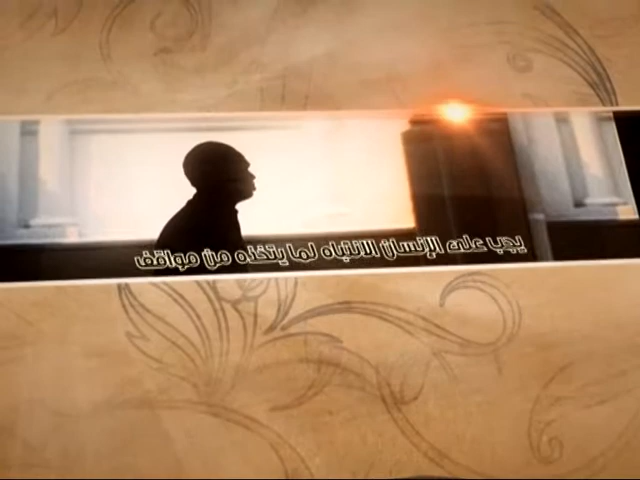 يجب على الإنسان الانتباه لما يتخذه من مواقف